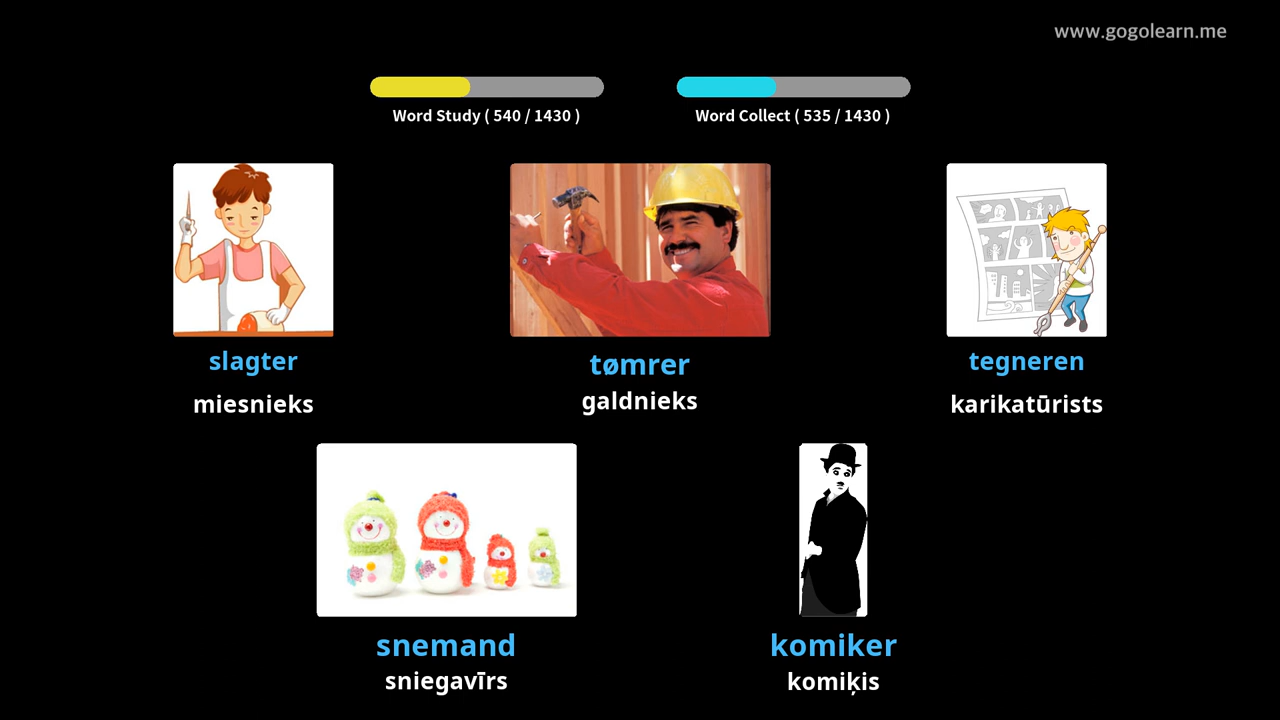 www.gogolearn.me
Word Study ( 540 / 1430 )
Word Collect ( 535 / 1430 )
slagter
tømrer
tegneren
miesnieks
galdnieks
karikatūrists
snemand
komiker
sniegavīrs
komiķis